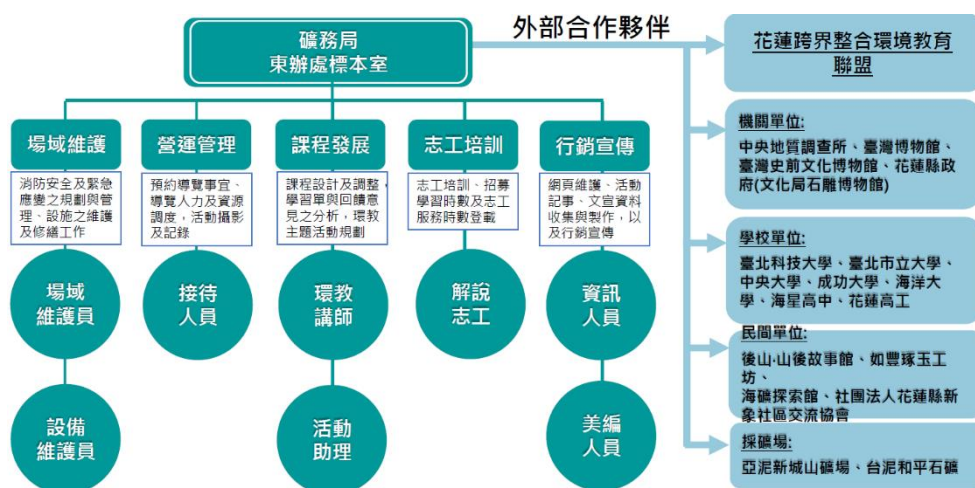 礦務局
東辦處標本室
外部合作夥伴
場域維護
消防安全及緊急
應變之規劃與管
理、設施之維護
及修繕工作
場域
維護員
設備
維護員
營運管理
預約導覽事宜、
導覽人力及資源
調度，活動攝影
及記錄
接待
人員
課程發展
課程設計及調整，
學習單與回饋意
見之分析，環教
主題活動規劃
環教
講師
活動
助理
志工培訓
志工培訓、招募
學習時數及志工
服務時數登載
解說
志工
行銷宣傳
網頁維護、活動
記事、文宣資料
收集與製作，以
及行銷宣傳
資訊
人員
美編
人員
花蓮跨界整合環境教育
聯盟
機關單位:
中央地質調查所、臺灣博物館、
臺灣史前文化博物館、花蓮縣政
府(文化局石雕博物館)
學校單位:
臺北科技大學、臺北市立大學、
中央大學、成功大學、海洋大
學、海星高中、花蓮高工
民間單位:
後山·山後故事館、如豐琢玉工
坊、
海礦探索館、社團法人花蓮縣新
象社區交流協會
採礦場:
亞泥新城山礦場、台泥和平石礦